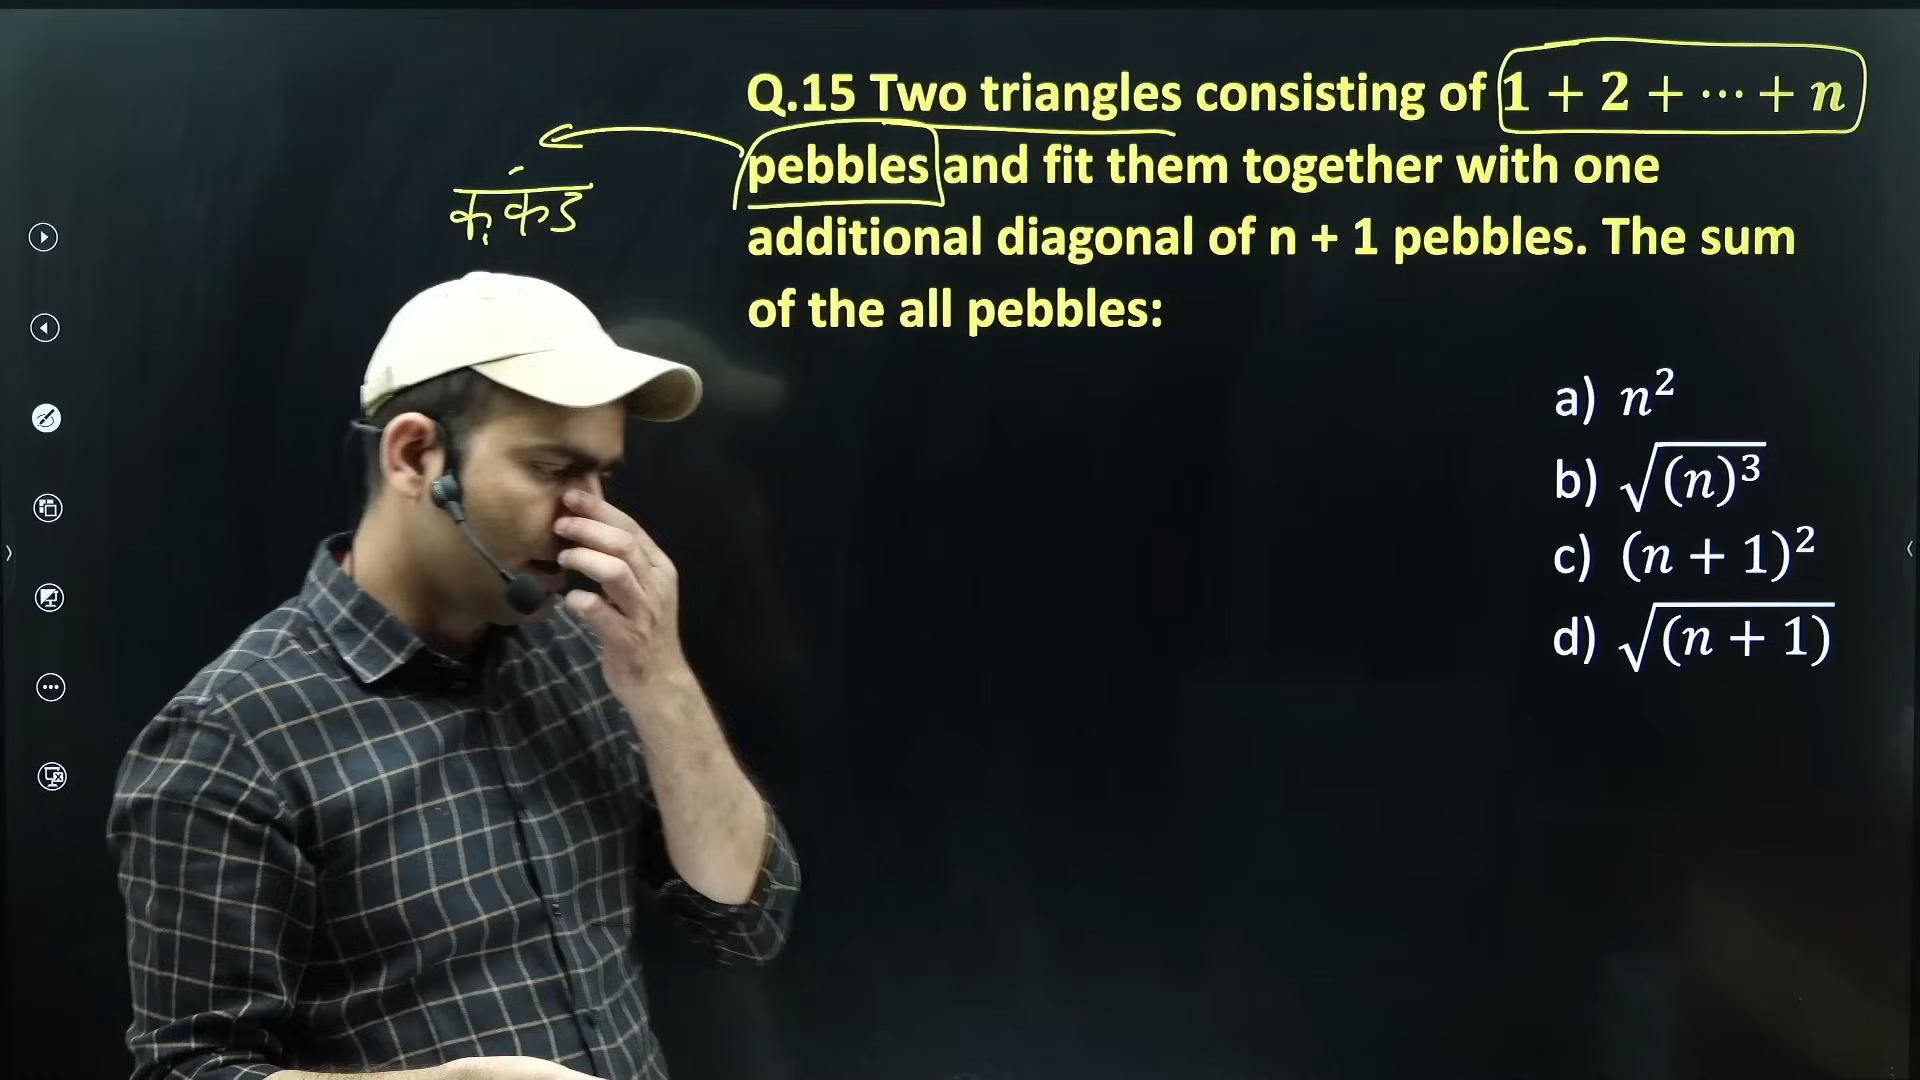 Q.15 Two triangles consisting of 1 + 2 + ⋯ + n
pebbles and fit them together with one
additional diagonal of n + 1 pebbles. The sum
of the all pebbles:
a) n²
b) √(n)³
c) (n + 1)²
d) √(n + 1)